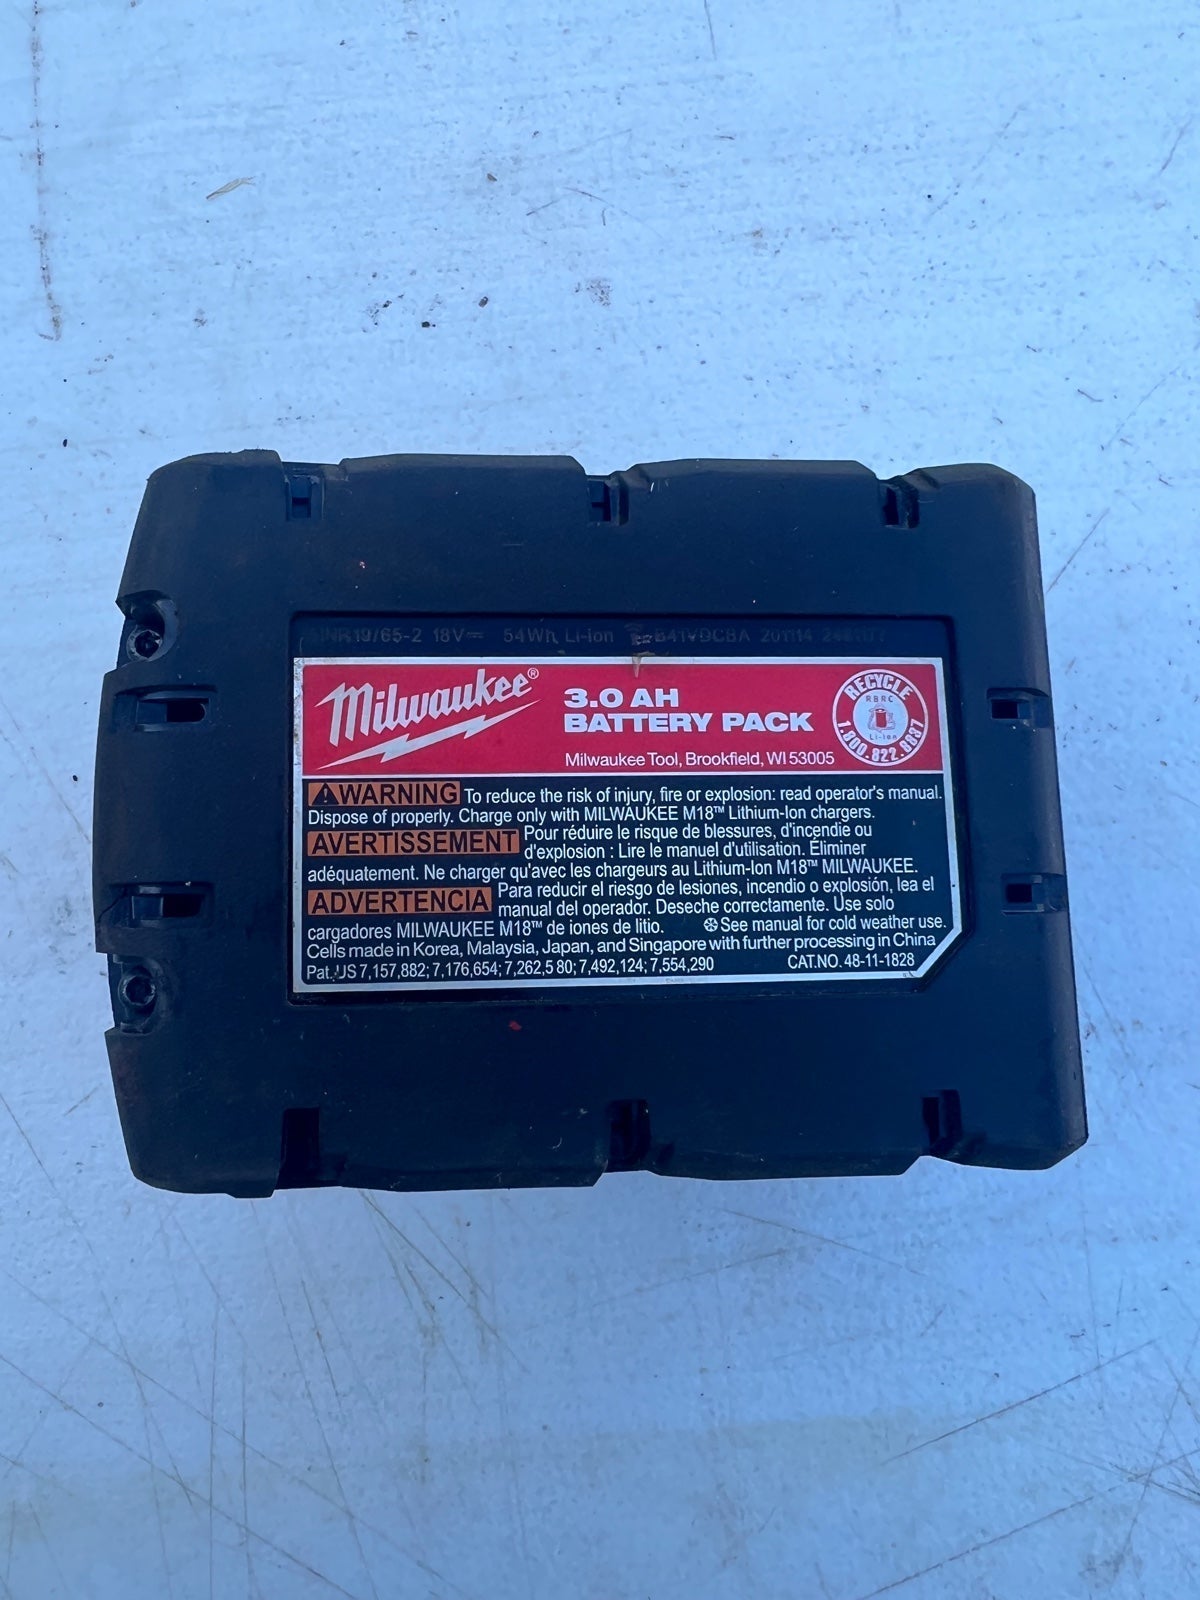 INR19/65-2 18V⎓ 54Wh Li-ion B41VDCBA 201114
Milwaukee®
3.0 AH
BATTERY PACK
Milwaukee Tool, Brookfield, WI 53005
RECYCLE
RBRC
Li-Ion
1.800.822.8837
⚠WARNING To reduce the risk of injury, fire or explosion: read operator's manual.
Dispose of properly. Charge only with MILWAUKEE M18™ Lithium-Ion chargers.
AVERTISSEMENT Pour réduire le risque de blessures, d'incendie ou
d'explosion : Lire le manuel d'utilisation. Éliminer
adéquatement. Ne charger qu'avec les chargeurs au Lithium-Ion M18™ MILWAUKEE.
ADVERTENCIA Para reducir el riesgo de lesiones, incendio o explosión, lea el
manual del operador. Deseche correctamente. Use solo
cargadores MILWAUKEE M18™ de iones de litio. ❄See manual for cold weather use.
Cells made in Korea, Malaysia, Japan, and Singapore with further processing in China
Pat. US 7,157,882; 7,176,654; 7,262,580; 7,492,124; 7,554,290 CAT.NO. 48-11-1828